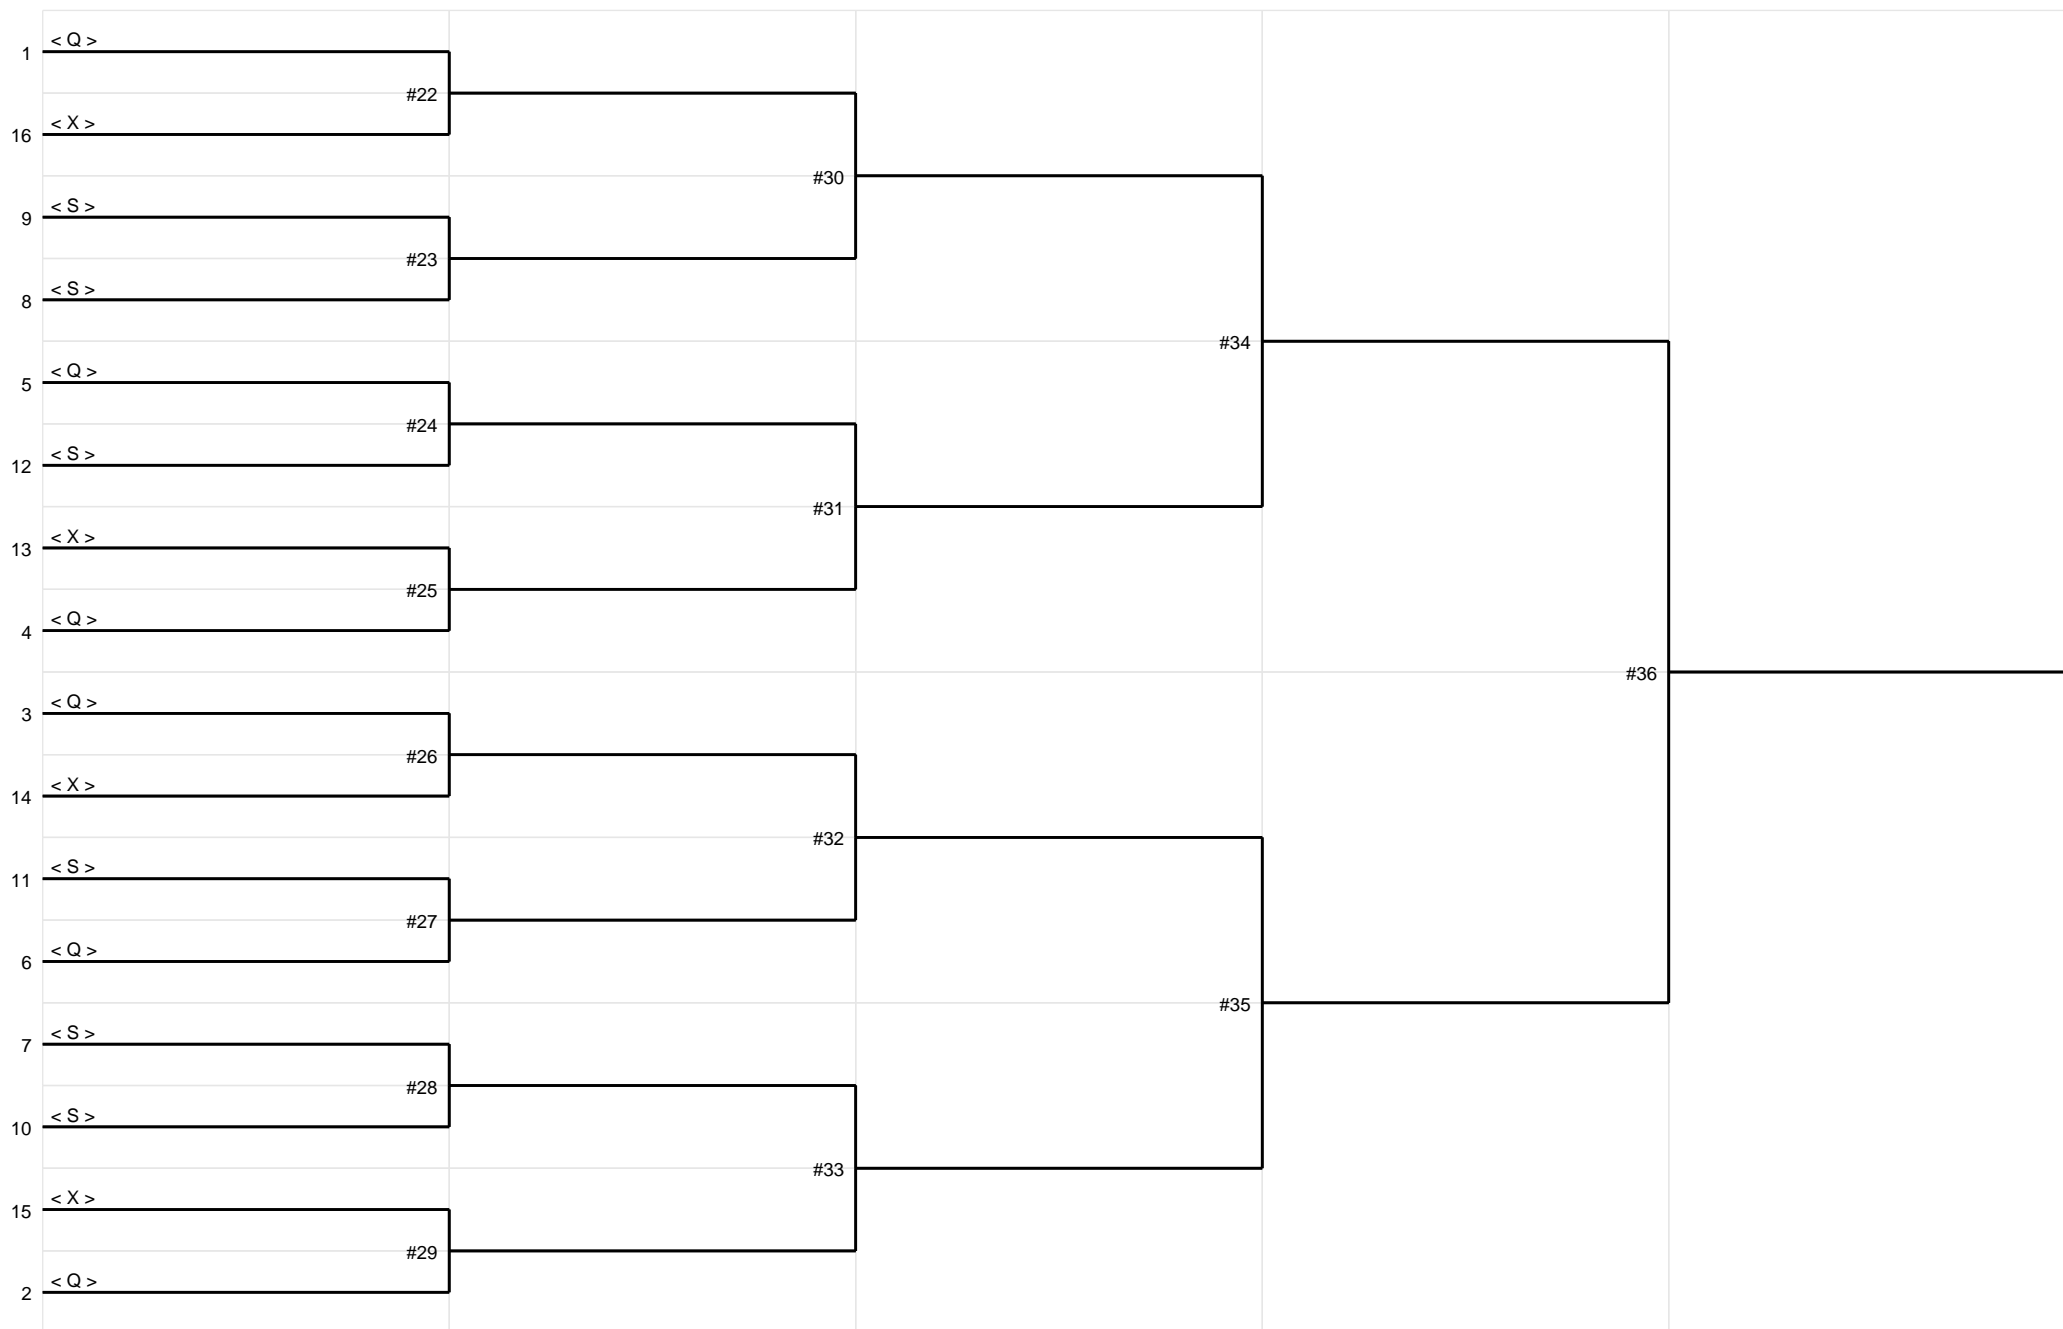 < Q >
1
#22
< X >
16
#30
< S >
9
#23
< S >
8
#34
< Q >
5
#24
< S >
12
#31
< X >
13
#25
< Q >
4
#36
< Q >
3
#26
< X >
14
#32
< S >
11
#27
< Q >
6
#35
< S >
7
#28
< S >
10
#33
< X >
15
#29
< Q >
2